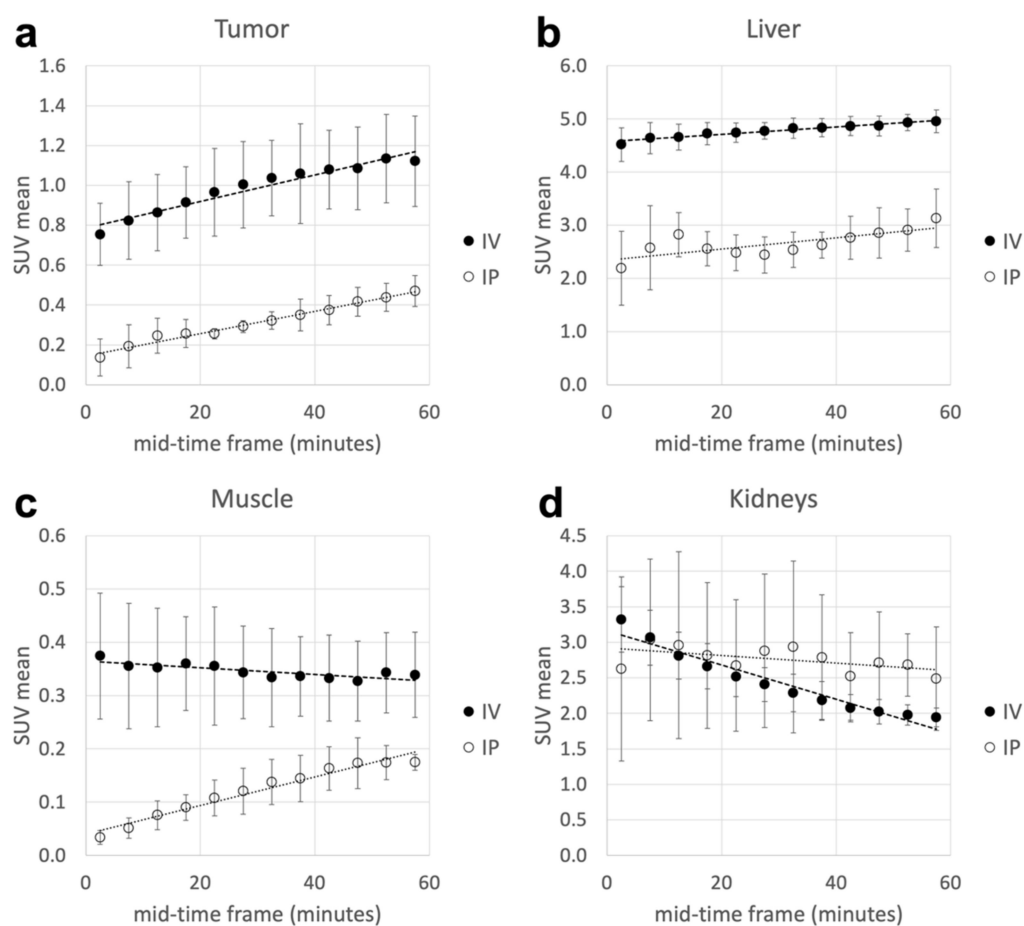 a
Tumor
1.6
1.4
1.2
1.0
0.8
0.6
0.4
0.2
0.0
SUV mean
0 20 40 60
mid-time frame (minutes)
IV
IP
b
Liver
6.0
5.0
4.0
3.0
2.0
1.0
0.0
SUV mean
0 20 40 60
mid-time frame (minutes)
IV
IP
c
Muscle
0.6
0.5
0.4
0.3
0.2
0.1
0.0
SUV mean
0 20 40 60
mid-time frame (minutes)
IV
IP
d
Kidneys
4.5
4.0
3.5
3.0
2.5
2.0
1.5
1.0
0.5
0.0
SUV mean
0 20 40 60
mid-time frame (minutes)
IV
IP